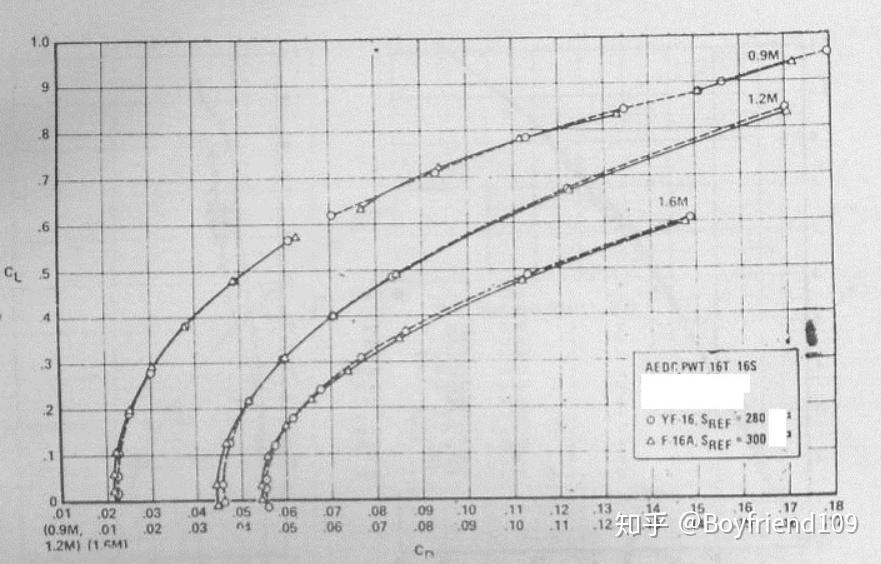 1.0
9
.8
.7
.6
.5
4
.3
.2
.1
0
CL
0.9M
1.2M
1.6M
AEDC PWT 16T 16S
○ YF-16, SREF = 280
△ F-16A, SREF = 300
.01 .02 .03 .04 .05 .06 .07 .08 .09 .10 .11 .12 .13 .14 .15 .16 .17 .18
(0.9M, .01 .02 .03 .05 .06 .07 .08 .09 .10 .11 .12
1.2M) (1.6M)
CD
知乎 @Boyfriend109